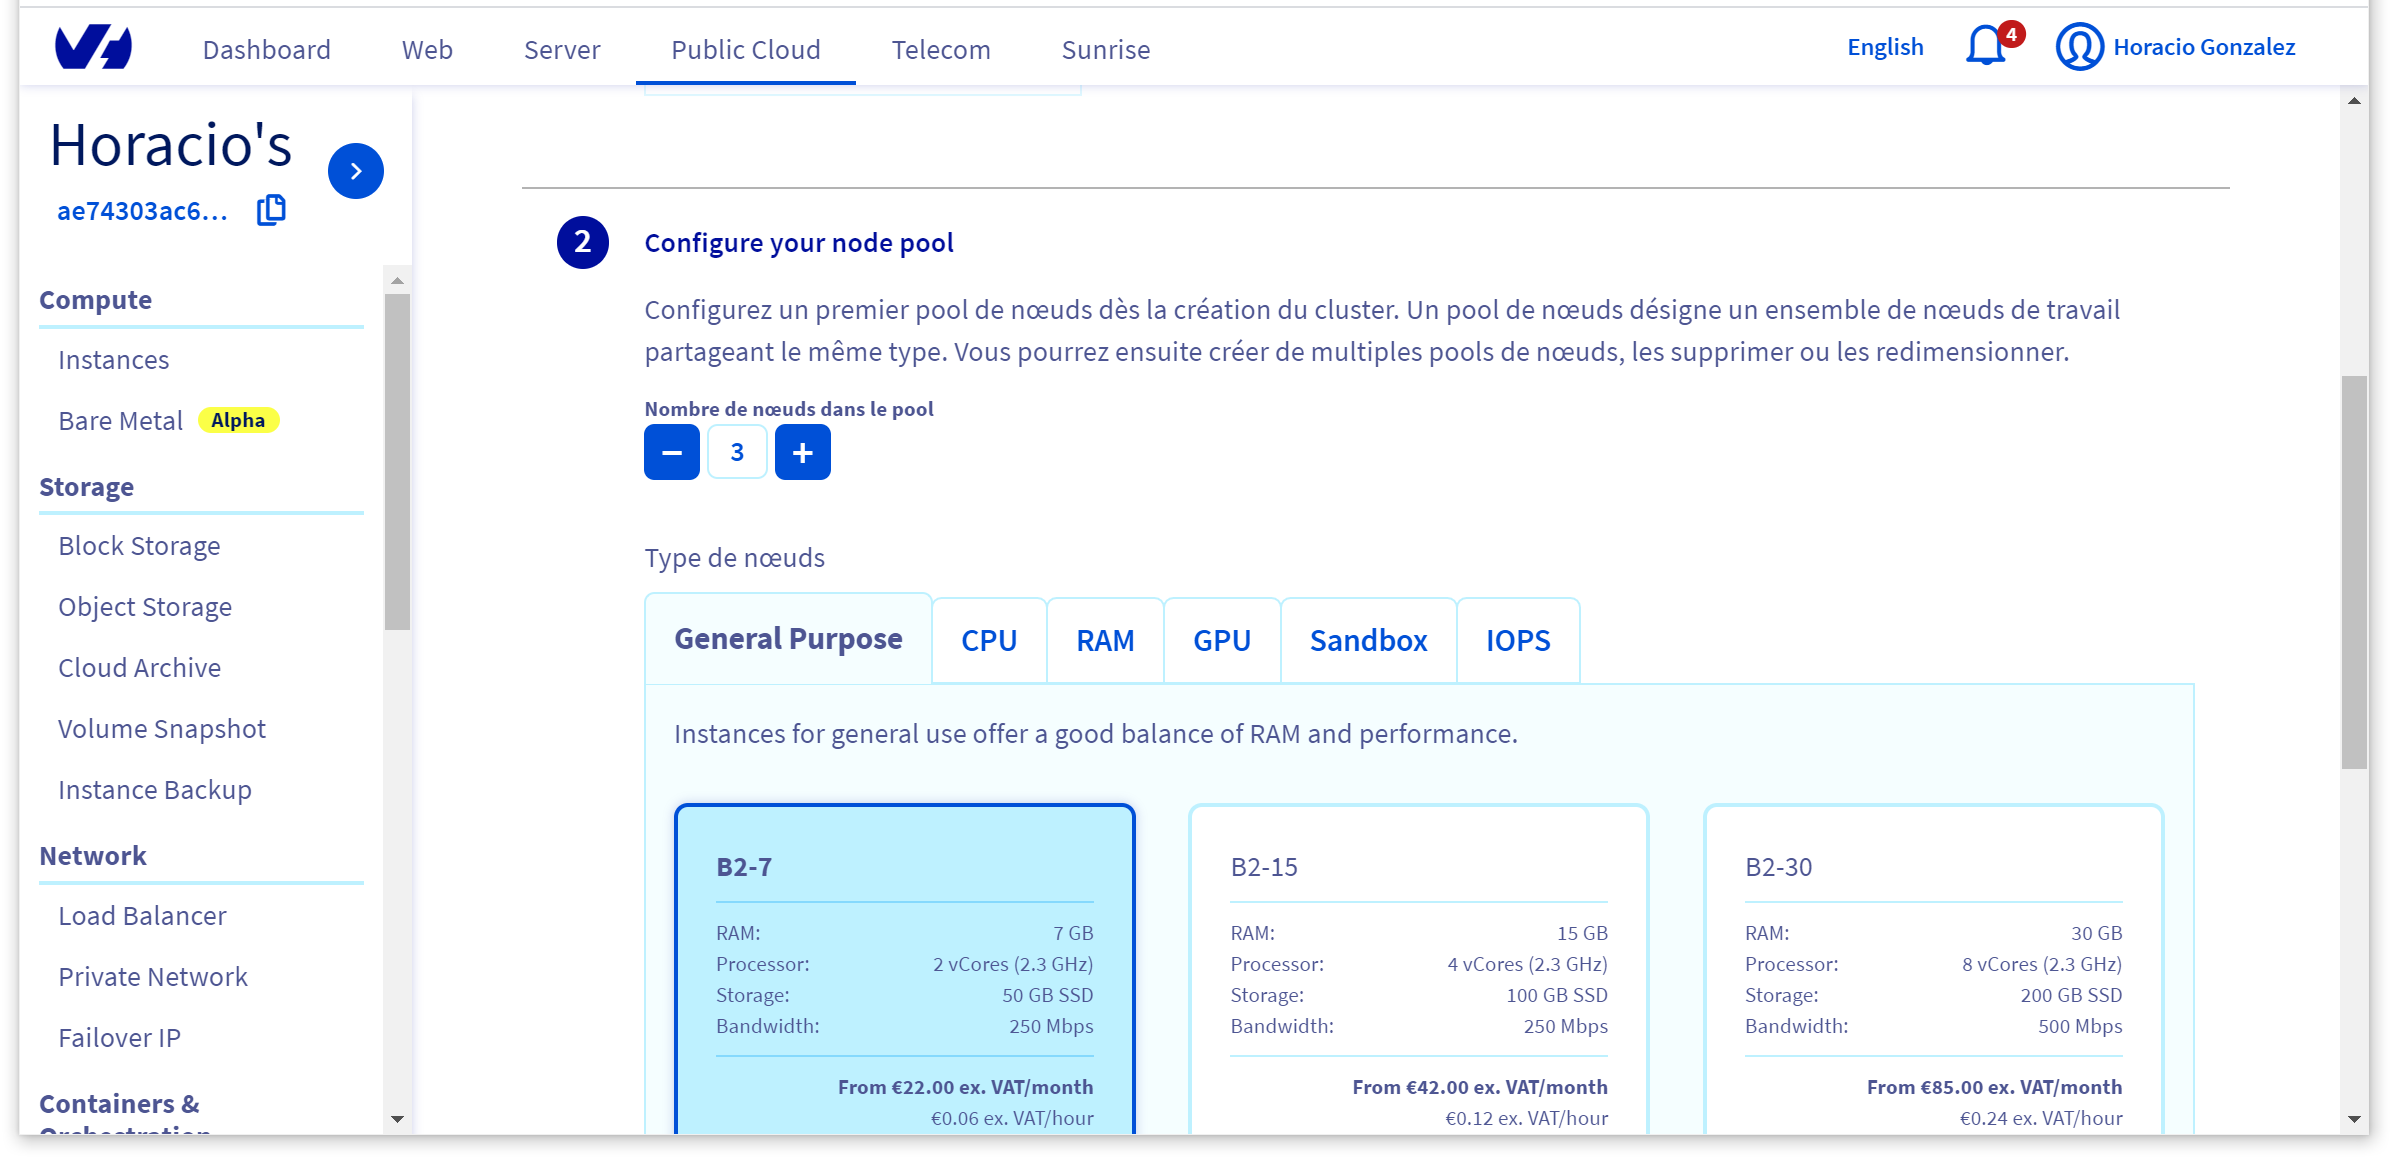 Dashboard Web Server Public Cloud Telecom Sunrise English 4 Horacio Gonzalez
Horacio's
ae74303ac6...
Compute
Instances
Bare Metal Alpha
Storage
Block Storage
Object Storage
Cloud Archive
Volume Snapshot
Instance Backup
Network
Load Balancer
Private Network
Failover IP
Containers &
Orchestration
2 Configure your node pool
Configurez un premier pool de nœuds dès la création du cluster. Un pool de nœuds désigne un ensemble de nœuds de travail
partageant le même type. Vous pourrez ensuite créer de multiples pools de nœuds, les supprimer ou les redimensionner.
Nombre de nœuds dans le pool
− 3 +
Type de nœuds
General Purpose CPU RAM GPU Sandbox IOPS
Instances for general use offer a good balance of RAM and performance.
B2-7
RAM: 7 GB
Processor: 2 vCores (2.3 GHz)
Storage: 50 GB SSD
Bandwidth: 250 Mbps
From €22.00 ex. VAT/month
€0.06 ex. VAT/hour
B2-15
RAM: 15 GB
Processor: 4 vCores (2.3 GHz)
Storage: 100 GB SSD
Bandwidth: 250 Mbps
From €42.00 ex. VAT/month
€0.12 ex. VAT/hour
B2-30
RAM: 30 GB
Processor: 8 vCores (2.3 GHz)
Storage: 200 GB SSD
Bandwidth: 500 Mbps
From €85.00 ex. VAT/month
€0.24 ex. VAT/hour